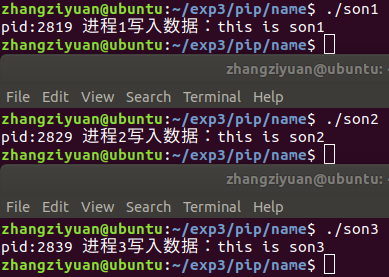 zhangziyuan@ubuntu:~/exp3/pip/name$ ./son1
pid:2819 进程1写入数据：this is son1
zhangziyuan@ubuntu:~/exp3/pip/name$
zhangziyuan@ubuntu: ~/
File Edit View Search Terminal Help
zhangziyuan@ubuntu:~/exp3/pip/name$ ./son2
pid:2829 进程2写入数据：this is son2
zhangziyuan@ubuntu:~/exp3/pip/name$
zhangziyuan@ubuntu: ~
File Edit View Search Terminal Help
zhangziyuan@ubuntu:~/exp3/pip/name$ ./son3
pid:2839 进程3写入数据：this is son3
zhangziyuan@ubuntu:~/exp3/pip/name$